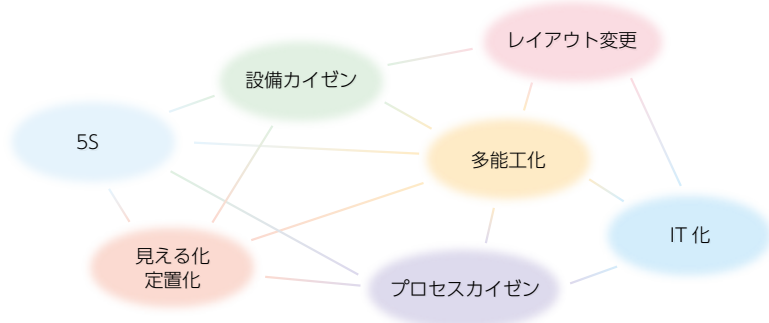 レイアウト変更
設備カイゼン
5S
多能工化
IT 化
見える化
定置化
プロセスカイゼン